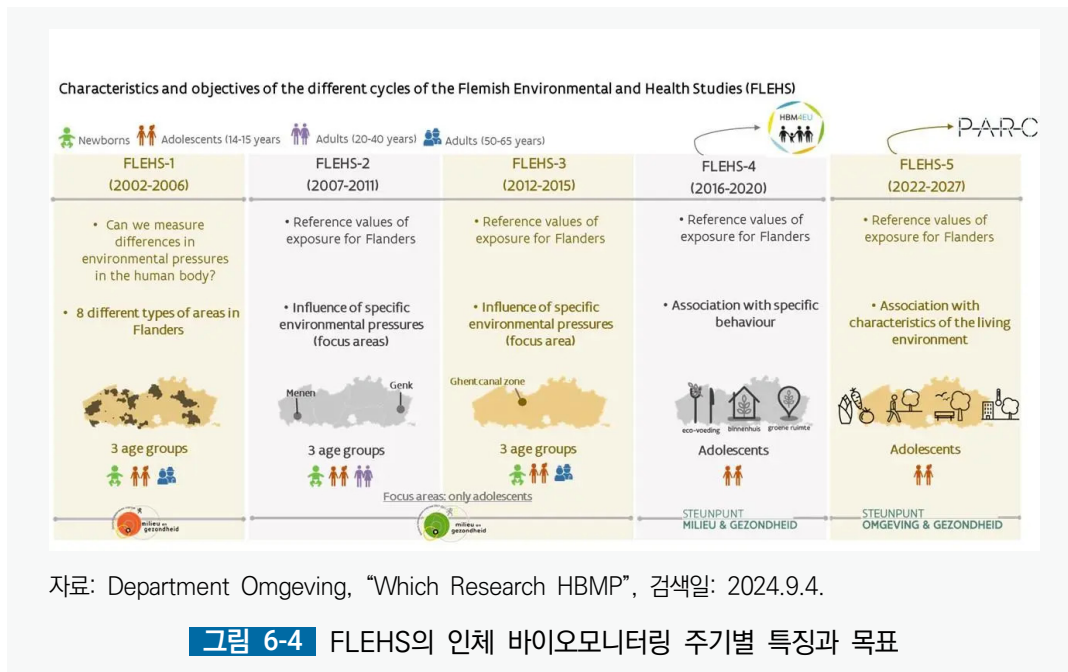 Characteristics and objectives of the different cycles of the Flemish Environmental and Health Studies (FLEHS)
HBM4EU
P-A-R-C
Newborns
Adolescents (14-15 years
Adults (20-40 years)
Adults (50-65 years)
FLEHS-1
(2002-2006)
• Can we measure
differences in
environmental pressures
in the human body?
• 8 different types of areas in
Flanders
3 age groups
milieu en
gezondheid
FLEHS-2
(2007-2011)
• Reference values of
exposure for Flanders
• Influence of specific
environmental pressures
(focus areas)
Menen
Genk
3 age groups
FLEHS-3
(2012-2015)
• Reference values of
exposure for Flanders
• Influence of specific
environmental pressures
(focus area)
Ghent canal zone
3 age groups
Focus areas: only adolescents
milieu en
gezondheid
FLEHS-4
(2016-2020)
• Reference values of
exposure for Flanders
• Association with specific
behaviour
eco-voeding
binnenhuis
groene ruimte
Adolescents
STEUNPUNT
MILIEU & GEZONDHEID
FLEHS-5
(2022-2027)
• Reference values of
exposure for Flanders
• Association with
characteristics of the living
environment
Adolescents
STEUNPUNT
OMGEVING & GEZONDHEID
자료: Department Omgeving, “Which Research HBMP”, 검색일: 2024.9.4.
그림 6-4 FLEHS의 인체 바이오모니터링 주기별 특징과 목표